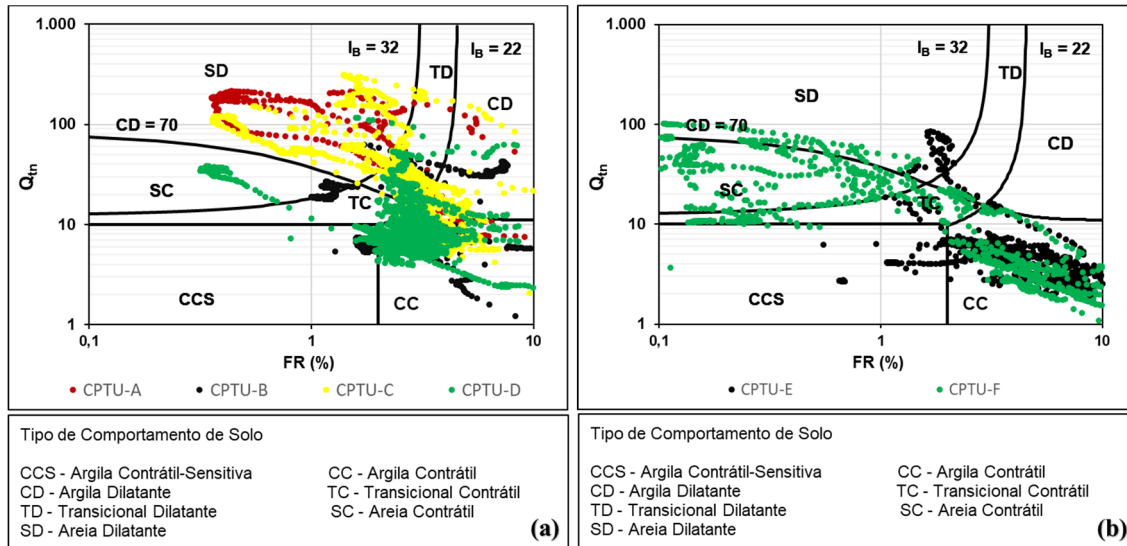 1.000
I_B = 32
I_B = 22
SD
TD
CD
100
CD = 70
Q_tn
SC
TC
10
CCS
CC
1
0,1
1
10
FR (%)
CPTU-A
CPTU-B
CPTU-C
CPTU-D
Tipo de Comportamento de Solo
CCS - Argila Contrátil-Sensitiva
CC - Argila Contrátil
CD - Argila Dilatante
TC - Transicional Contrátil
TD - Transicional Dilatante
SC - Areia Contrátil
SD - Areia Dilatante
(a)
1.000
I_B = 32
I_B = 22
TD
SD
100
CD = 70
CD
Q_tn
SC
TC
10
CCS
CC
1
0,1
1
10
FR (%)
CPTU-E
CPTU-F
Tipo de Comportamento de Solo
CCS - Argila Contrátil-Sensitiva
CC - Argila Contrátil
CD - Argila Dilatante
TC - Transicional Contrátil
TD - Transicional Dilatante
SC - Areia Contrátil
SD - Areia Dilatante
(b)